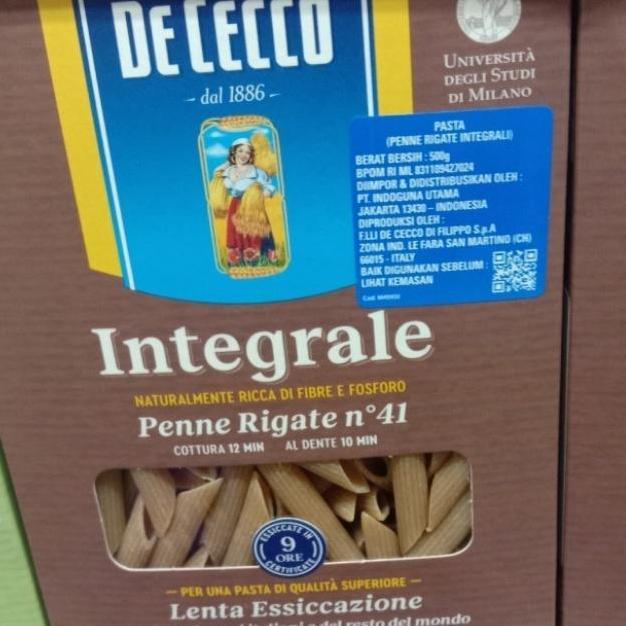 DE CECCO
dal 1886
UNIVERSITÀ
DEGLI STUDI
DI MILANO
PASTA
(PENNE RIGATE INTEGRALI)
BERAT BERSIH : 500g
BPOM RI ML 831109427024
DIIMPOR & DIDISTRIBUSIKAN OLEH :
PT. INDOGUNA UTAMA
JAKARTA 13430 – INDONESIA
DIPRODUKSI OLEH :
F.LLI DE CECCO DI FILIPPO S.p.A
ZONA IND. LE FARA SAN MARTINO (CH)
66015 - ITALY
BAIK DIGUNAKAN SEBELUM :
LIHAT KEMASAN
Integrale
NATURALMENTE RICCA DI FIBRE E FOSFORO
Penne Rigate n°41
COTTURA 12 MIN AL DENTE 10 MIN
ESSICCATE IN
9
ORE
CERTIFICATE
— PER UNA PASTA DI QUALITÀ SUPERIORE —
Lenta Essiccazione
e del resto del mondo